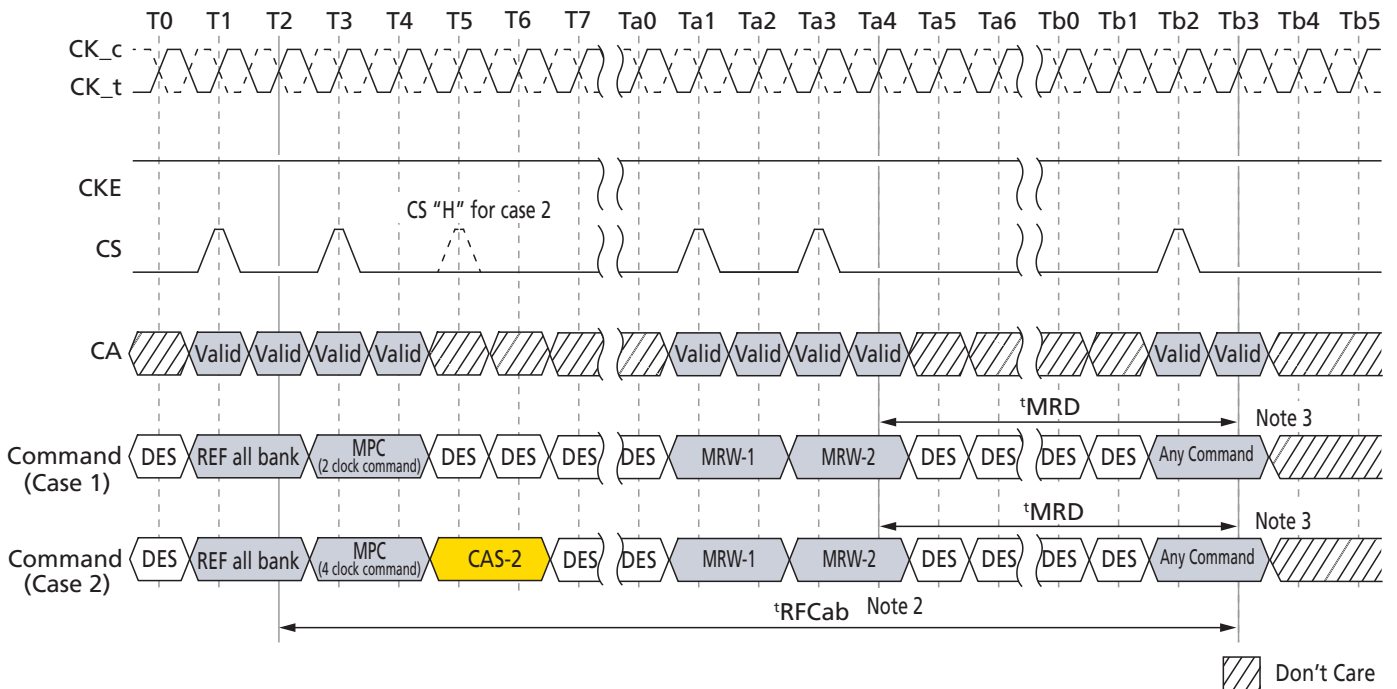 T0 T1 T2 T3 T4 T5 T6 T7 Ta0 Ta1 Ta2 Ta3 Ta4 Ta5 Ta6 Tb0 Tb1 Tb2 Tb3 Tb4 Tb5
CK_c
CK_t
CKE
CS "H" for case 2
CS
CA Valid Valid Valid Valid Valid Valid Valid Valid Valid Valid
tMRD
Note 3
Command (Case 1) DES REF all bank MPC (2 clock command) DES DES DES DES MRW-1 MRW-2 DES DES DES DES Any Command
tMRD
Note 3
Command (Case 2) DES REF all bank MPC (4 clock command) CAS-2 DES DES MRW-1 MRW-2 DES DES DES DES Any Command
tRFCab Note 2
Don't Care